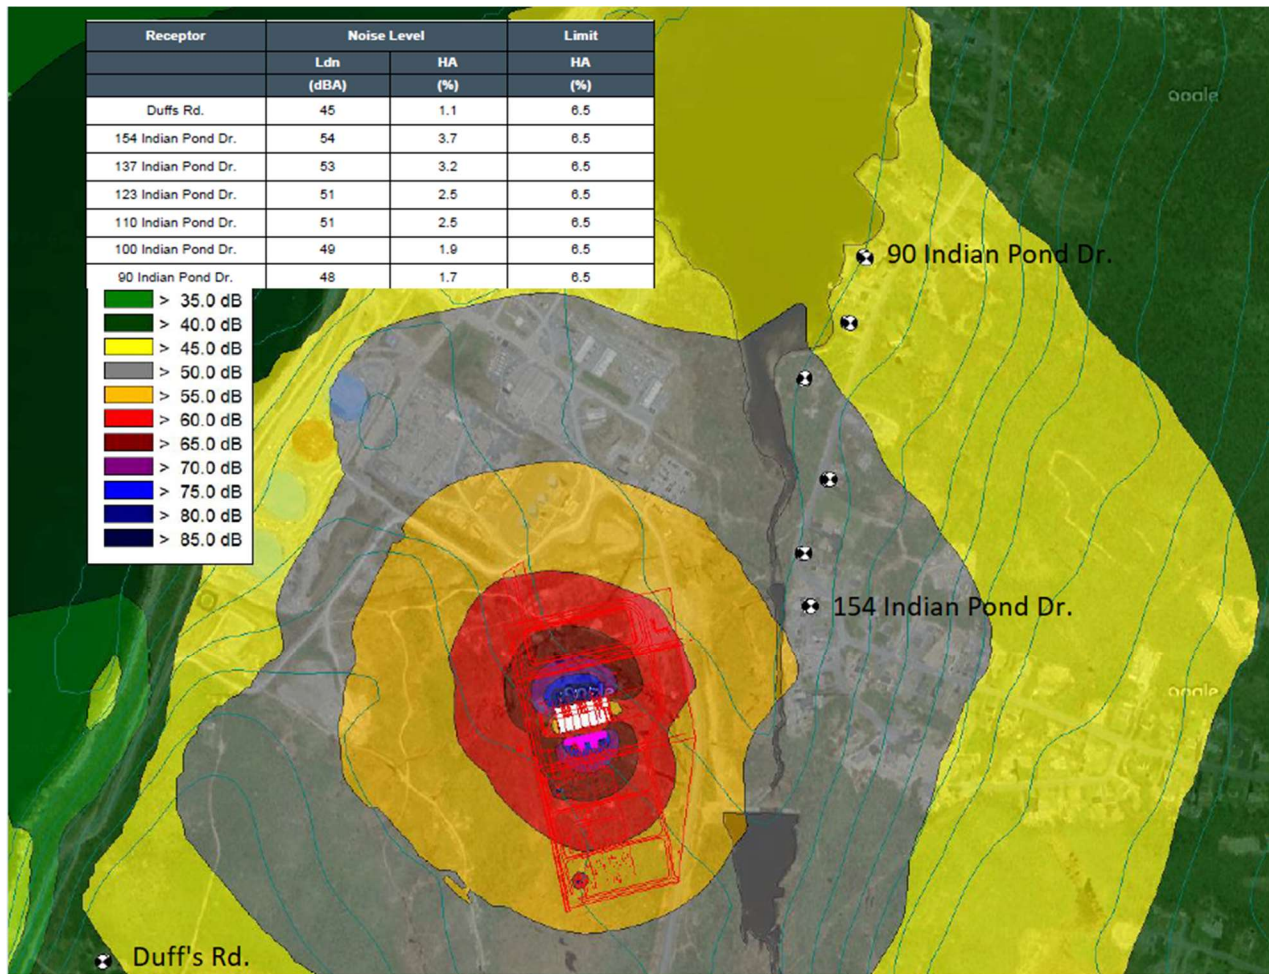 Receptor Noise Level Limit
Ldn HA HA
(dBA) (%) (%)
Duffs Rd. 45 1.1 6.5
154 Indian Pond Dr. 54 3.7 6.5
137 Indian Pond Dr. 53 3.2 6.5
123 Indian Pond Dr. 51 2.5 6.5
110 Indian Pond Dr. 51 2.5 6.5
100 Indian Pond Dr. 49 1.9 6.5
90 Indian Pond Dr. 48 1.7 6.5
> 35.0 dB
> 40.0 dB
> 45.0 dB
> 50.0 dB
> 55.0 dB
> 60.0 dB
> 65.0 dB
> 70.0 dB
> 75.0 dB
> 80.0 dB
> 85.0 dB
90 Indian Pond Dr.
154 Indian Pond Dr.
Duff's Rd.